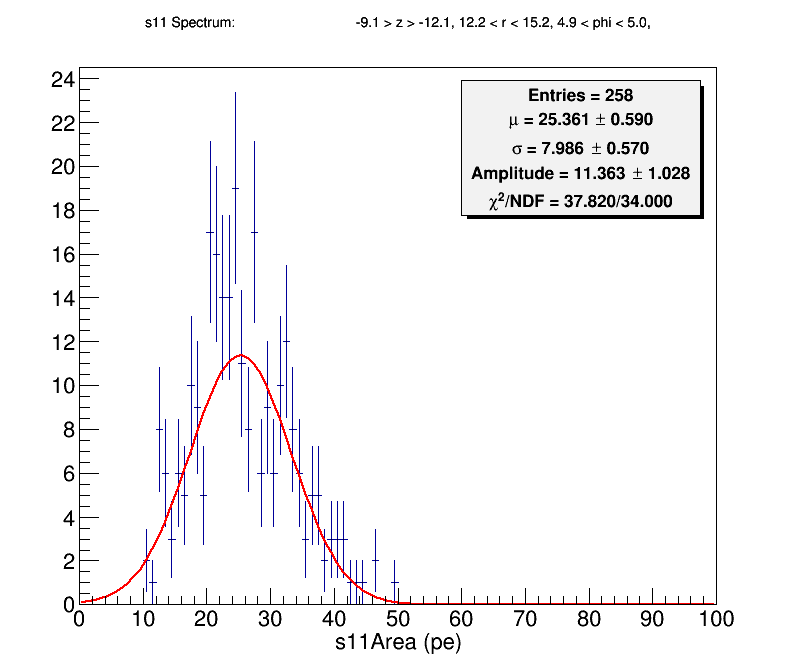 s11 Spectrum: -9.1 > z > -12.1, 12.2 < r < 15.2, 4.9 < phi < 5.0,
Entries = 258
μ = 25.361 ± 0.590
σ = 7.986 ± 0.570
Amplitude = 11.363 ± 1.028
χ²/NDF = 37.820/34.000
24
22
20
18
16
14
12
10
8
6
4
2
0
0 10 20 30 40 50 60 70 80 90 100
s11Area (pe)